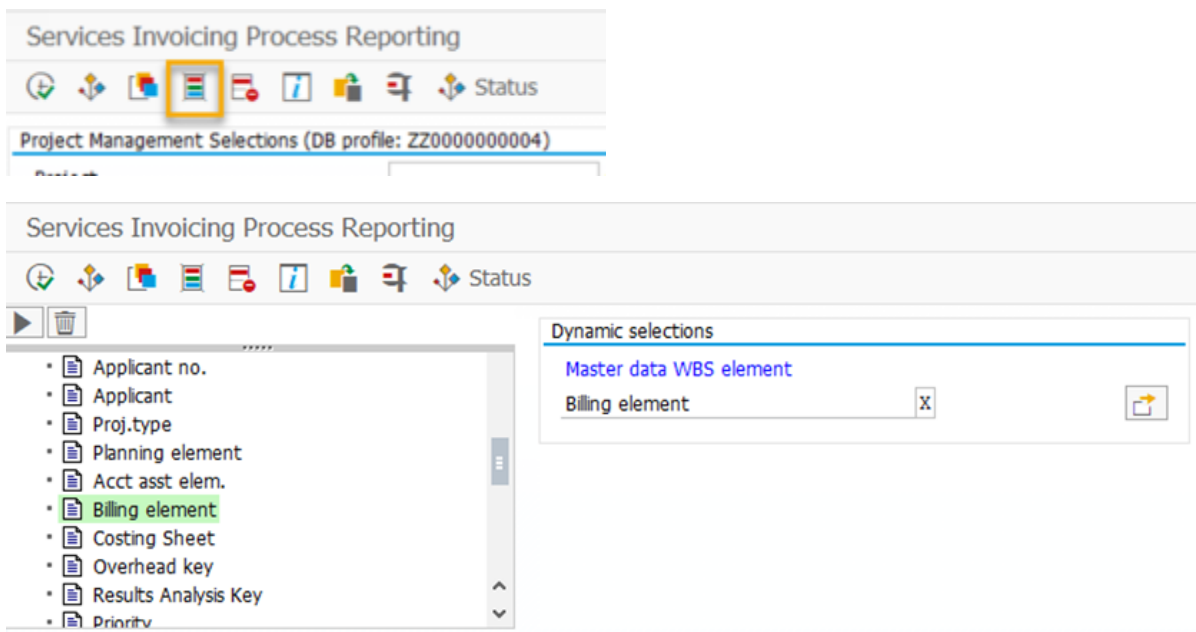 Services Invoicing Process Reporting
Status
Project Management Selections (DB profile: ZZ0000000004)
Project
Services Invoicing Process Reporting
Status
Dynamic selections
Master data WBS element
Billing element X
Applicant no.
Applicant
Proj.type
Planning element
Acct asst elem.
Billing element
Costing Sheet
Overhead key
Results Analysis Key
Priority